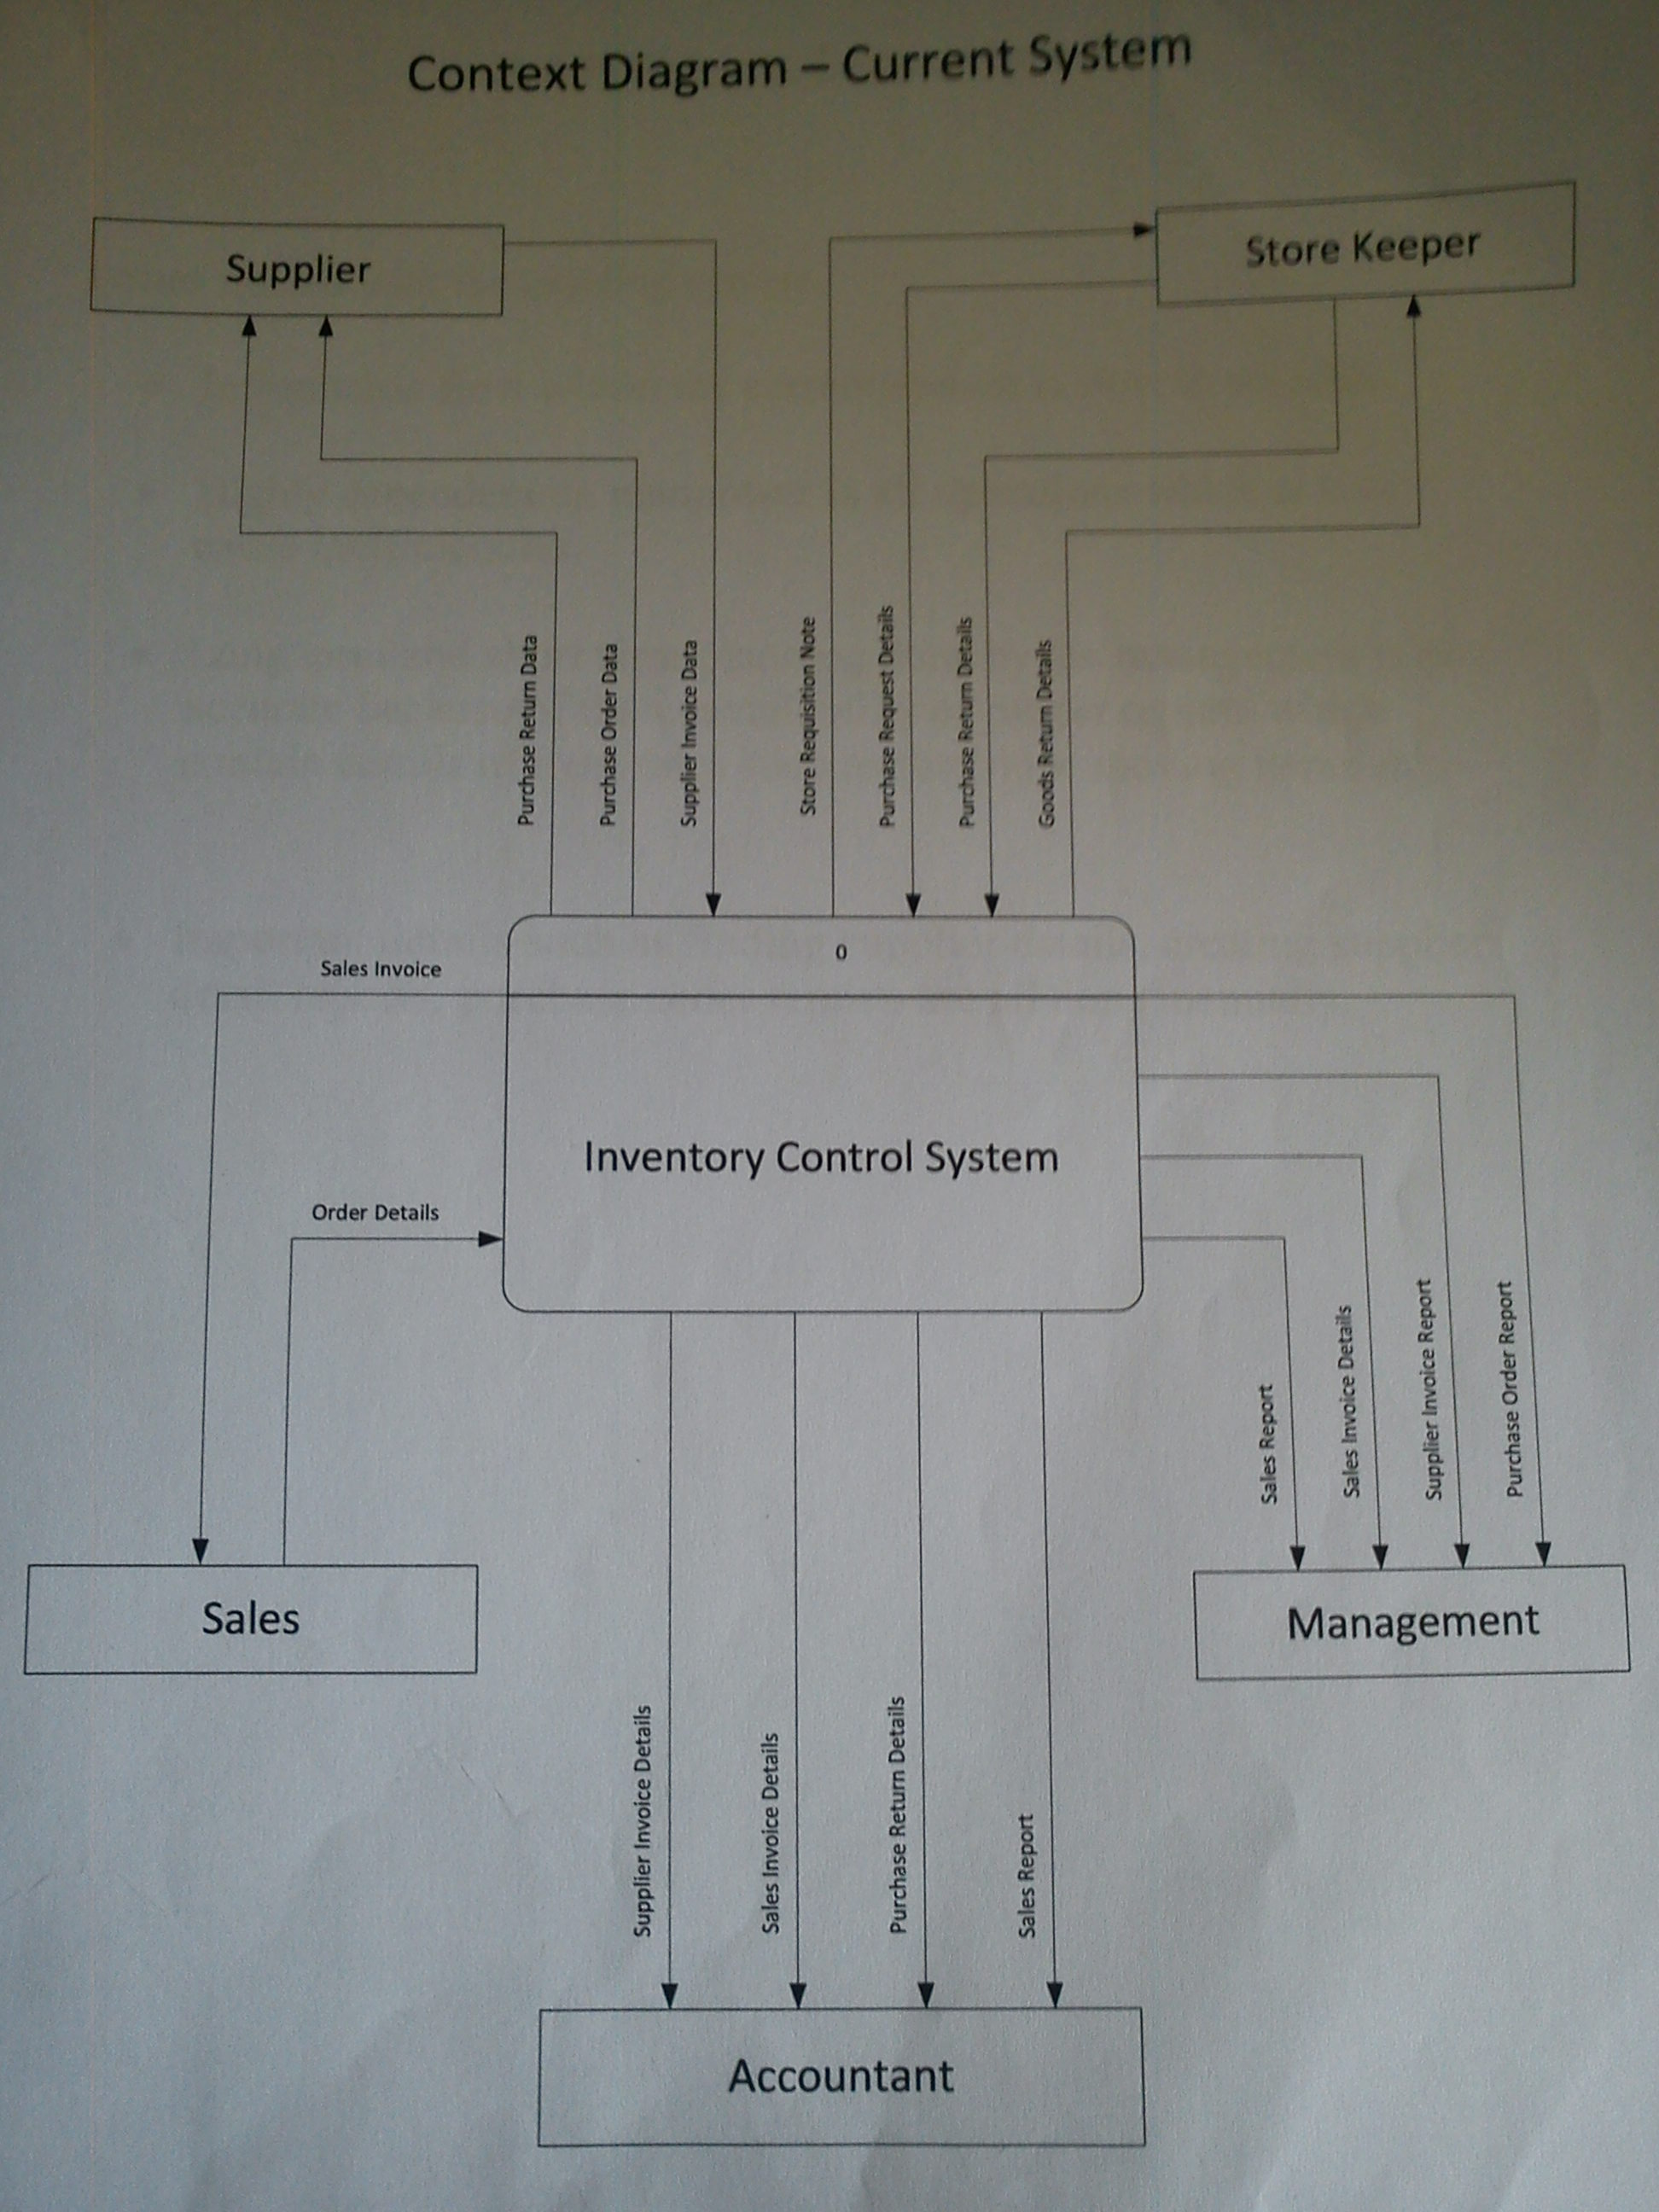 Context Diagram – Current System
Supplier
Store Keeper
Purchase Return Data
Purchase Order Data
Supplier Invoice Data
Store Requisition Note
Purchase Request Details
Purchase Return Details
Goods Return Details
0
Sales Invoice
Inventory Control System
Order Details
Sales Report
Sales Invoice Details
Supplier Invoice Report
Purchase Order Report
Sales
Management
Supplier Invoice Details
Sales Invoice Details
Purchase Return Details
Sales Report
Accountant